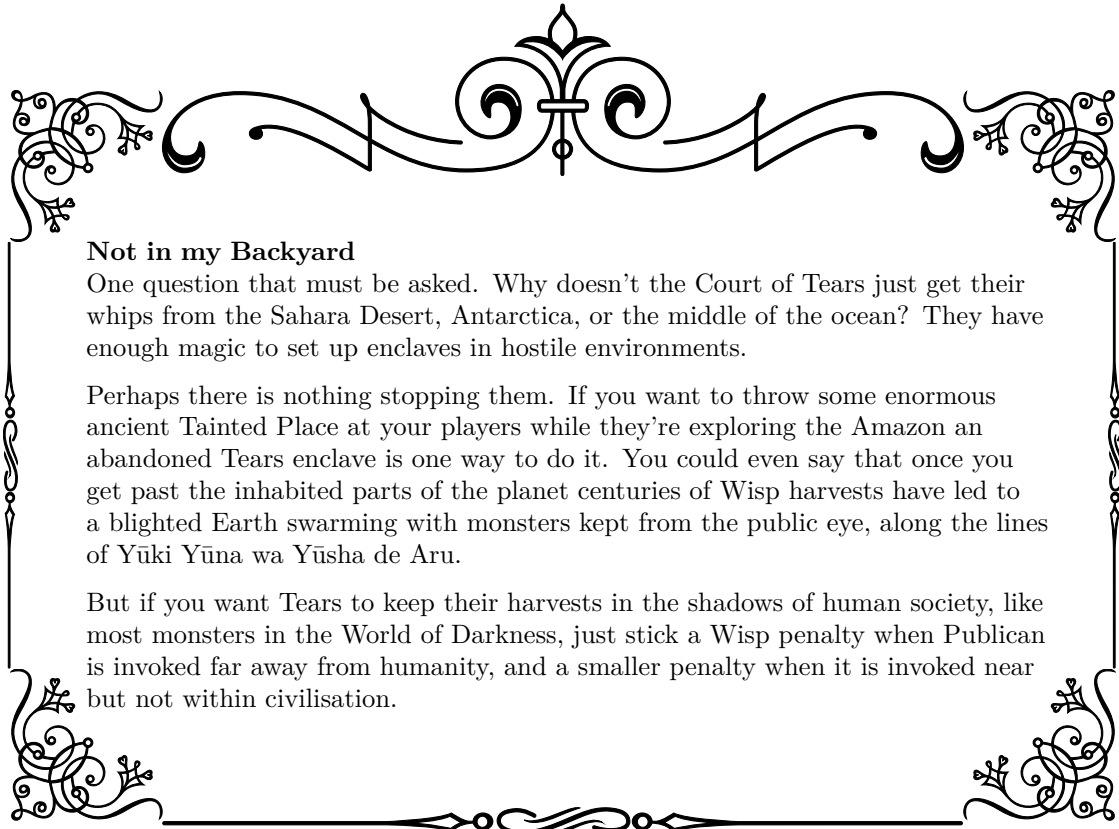 Not in my Backyard
One question that must be asked. Why doesn't the Court of Tears just get their
whips from the Sahara Desert, Antarctica, or the middle of the ocean? They have
enough magic to set up enclaves in hostile environments.
Perhaps there is nothing stopping them. If you want to throw some enormous
ancient Tainted Place at your players while they're exploring the Amazon an
abandoned Tears enclave is one way to do it. You could even say that once you
get past the inhabited parts of the planet centuries of Wisp harvests have led to
a blighted Earth swarming with monsters kept from the public eye, along the lines
of Yūki Yūna wa Yūsha de Aru.
But if you want Tears to keep their harvests in the shadows of human society, like
most monsters in the World of Darkness, just stick a Wisp penalty when Publican
is invoked far away from humanity, and a smaller penalty when it is invoked near
but not within civilisation.